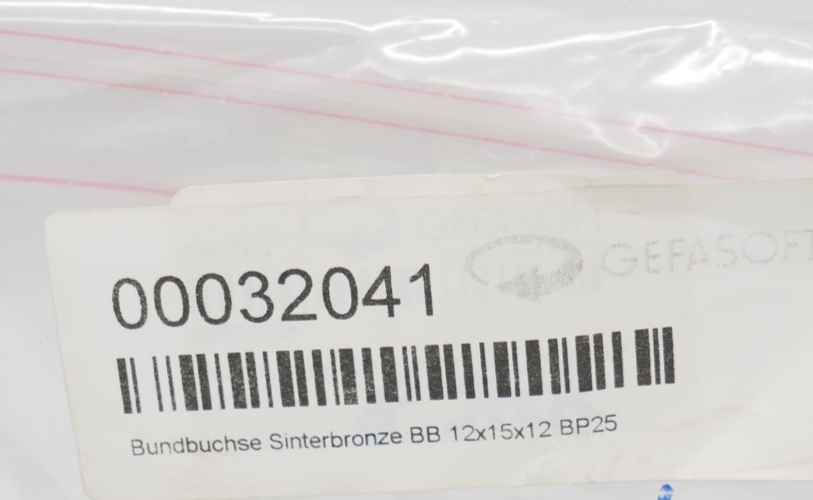 GEFASOFT
00032041
Bundbuchse Sinterbronze BB 12x15x12 BP25